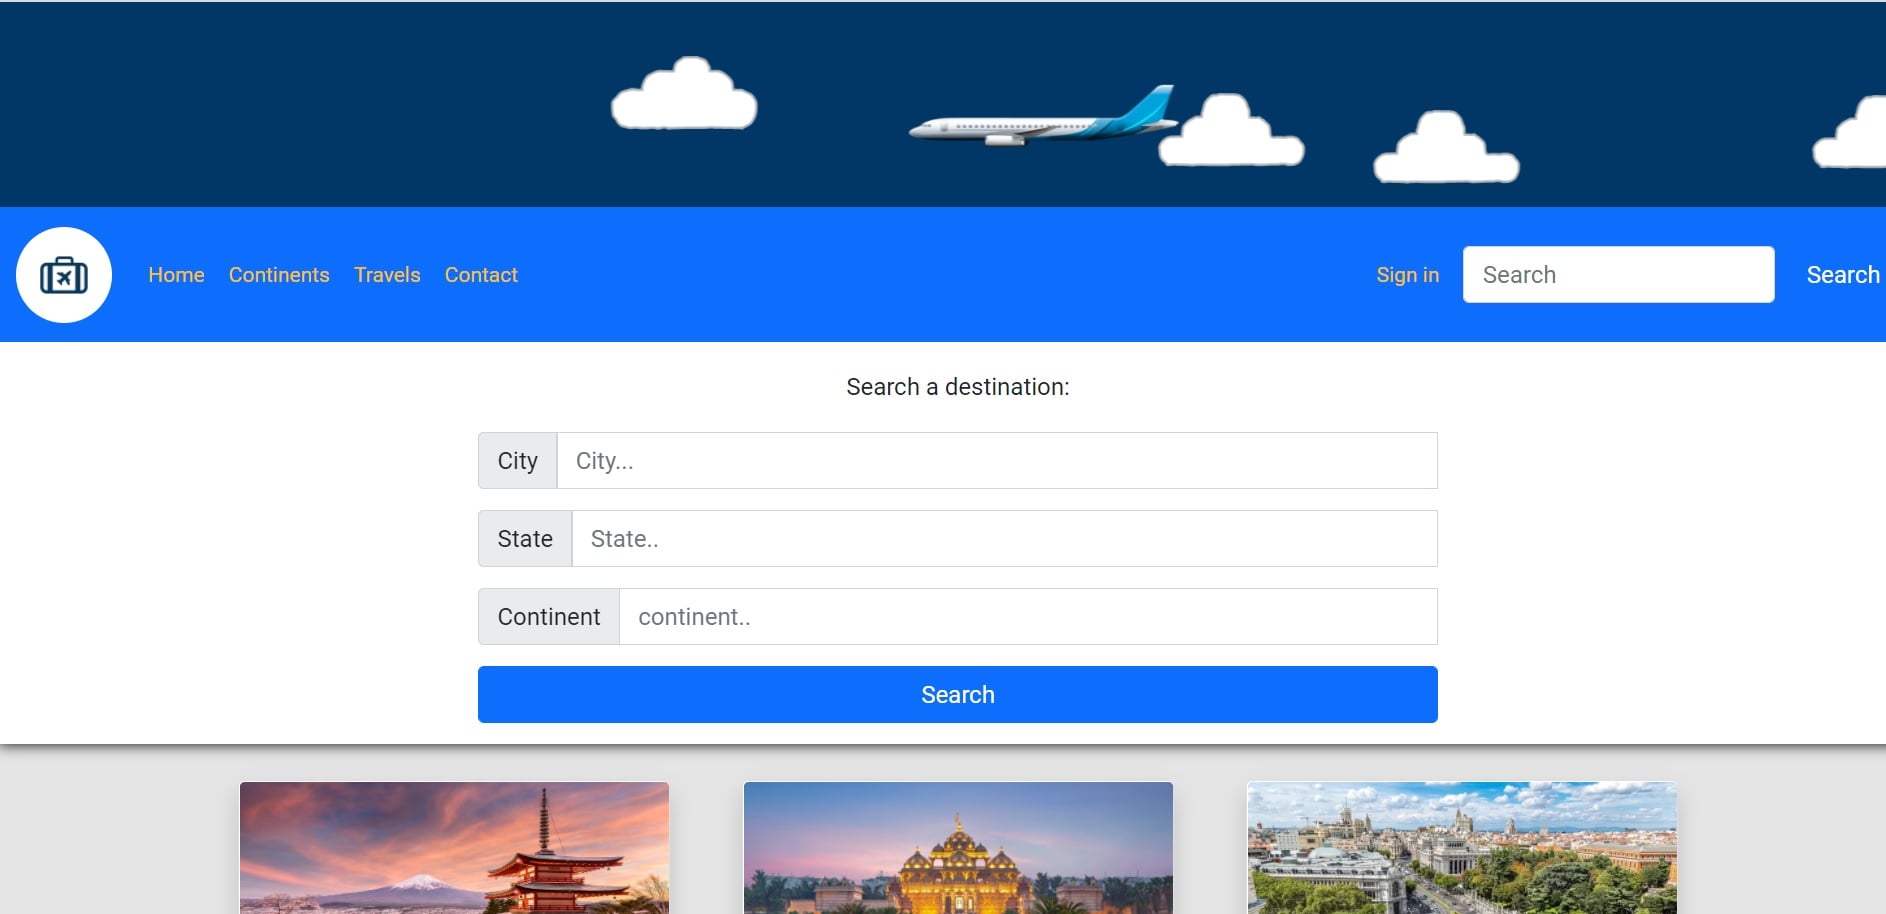 Home Continents Travels Contact Sign in Search Search
Search a destination:
City City...
State State..
Continent continent..
Search